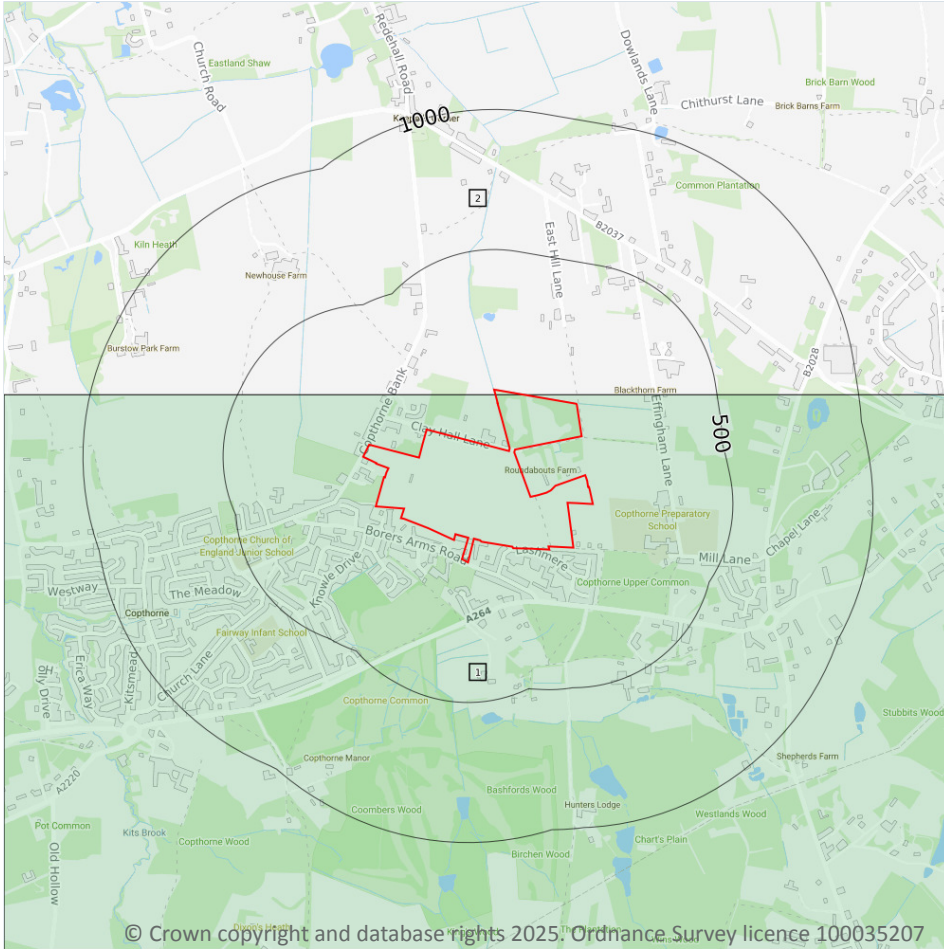 Eastland Shaw
Church Road
Redehall Road
Dowlands Lane
Brick Barn Wood
Chithurst Lane
Brick Barns Farm
1000
2
Common Plantation
Kiln Heath
B2037
East Hill Lane
Newhouse Farm
Burstow Park Farm
B2028
Copthorne Bank
Blackthorn Farm
Effingham Lane
500
Clay Hall Lane
Roundabouts Farm
Copthorne Preparatory
School
Copthorne Church of
England Junior School
Borers Arms Road
Lashmere
Mill Lane
Chapel Lane
Westway
The Meadow
Knowle Drive
Copthorne Upper Common
Copthorne
A264
Fairway Infant School
Holly Drive
Erica Way
Kitsmead
Church Lane
1
Copthorne Common
Stubbits Wood
Copthorne Manor
Shepherds Farm
A2220
Bashfords Wood
Hunters Lodge
Coombers Wood
Westlands Wood
Pot Common
Kits Brook
Copthorne Wood
Chart's Plain
Birchen Wood
Old Hollow
© Crown copyright and database rights 2025. Ordnance Survey licence 100035207